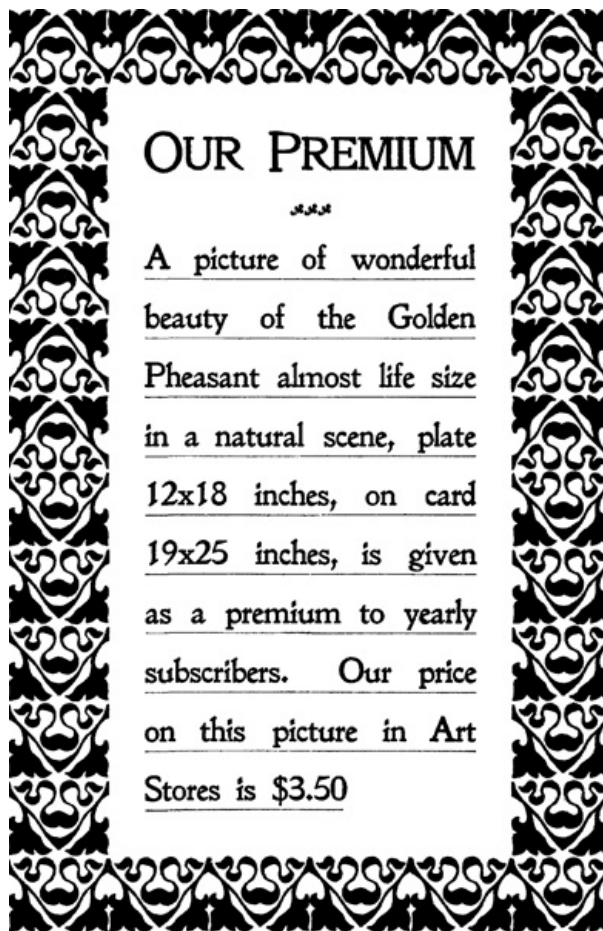 OUR PREMIUM
A picture of wonderful
beauty of the Golden
Pheasant almost life size
in a natural scene, plate
12x18 inches, on card
19x25 inches, is given
as a premium to yearly
subscribers. Our price
on this picture in Art
Stores is $3.50